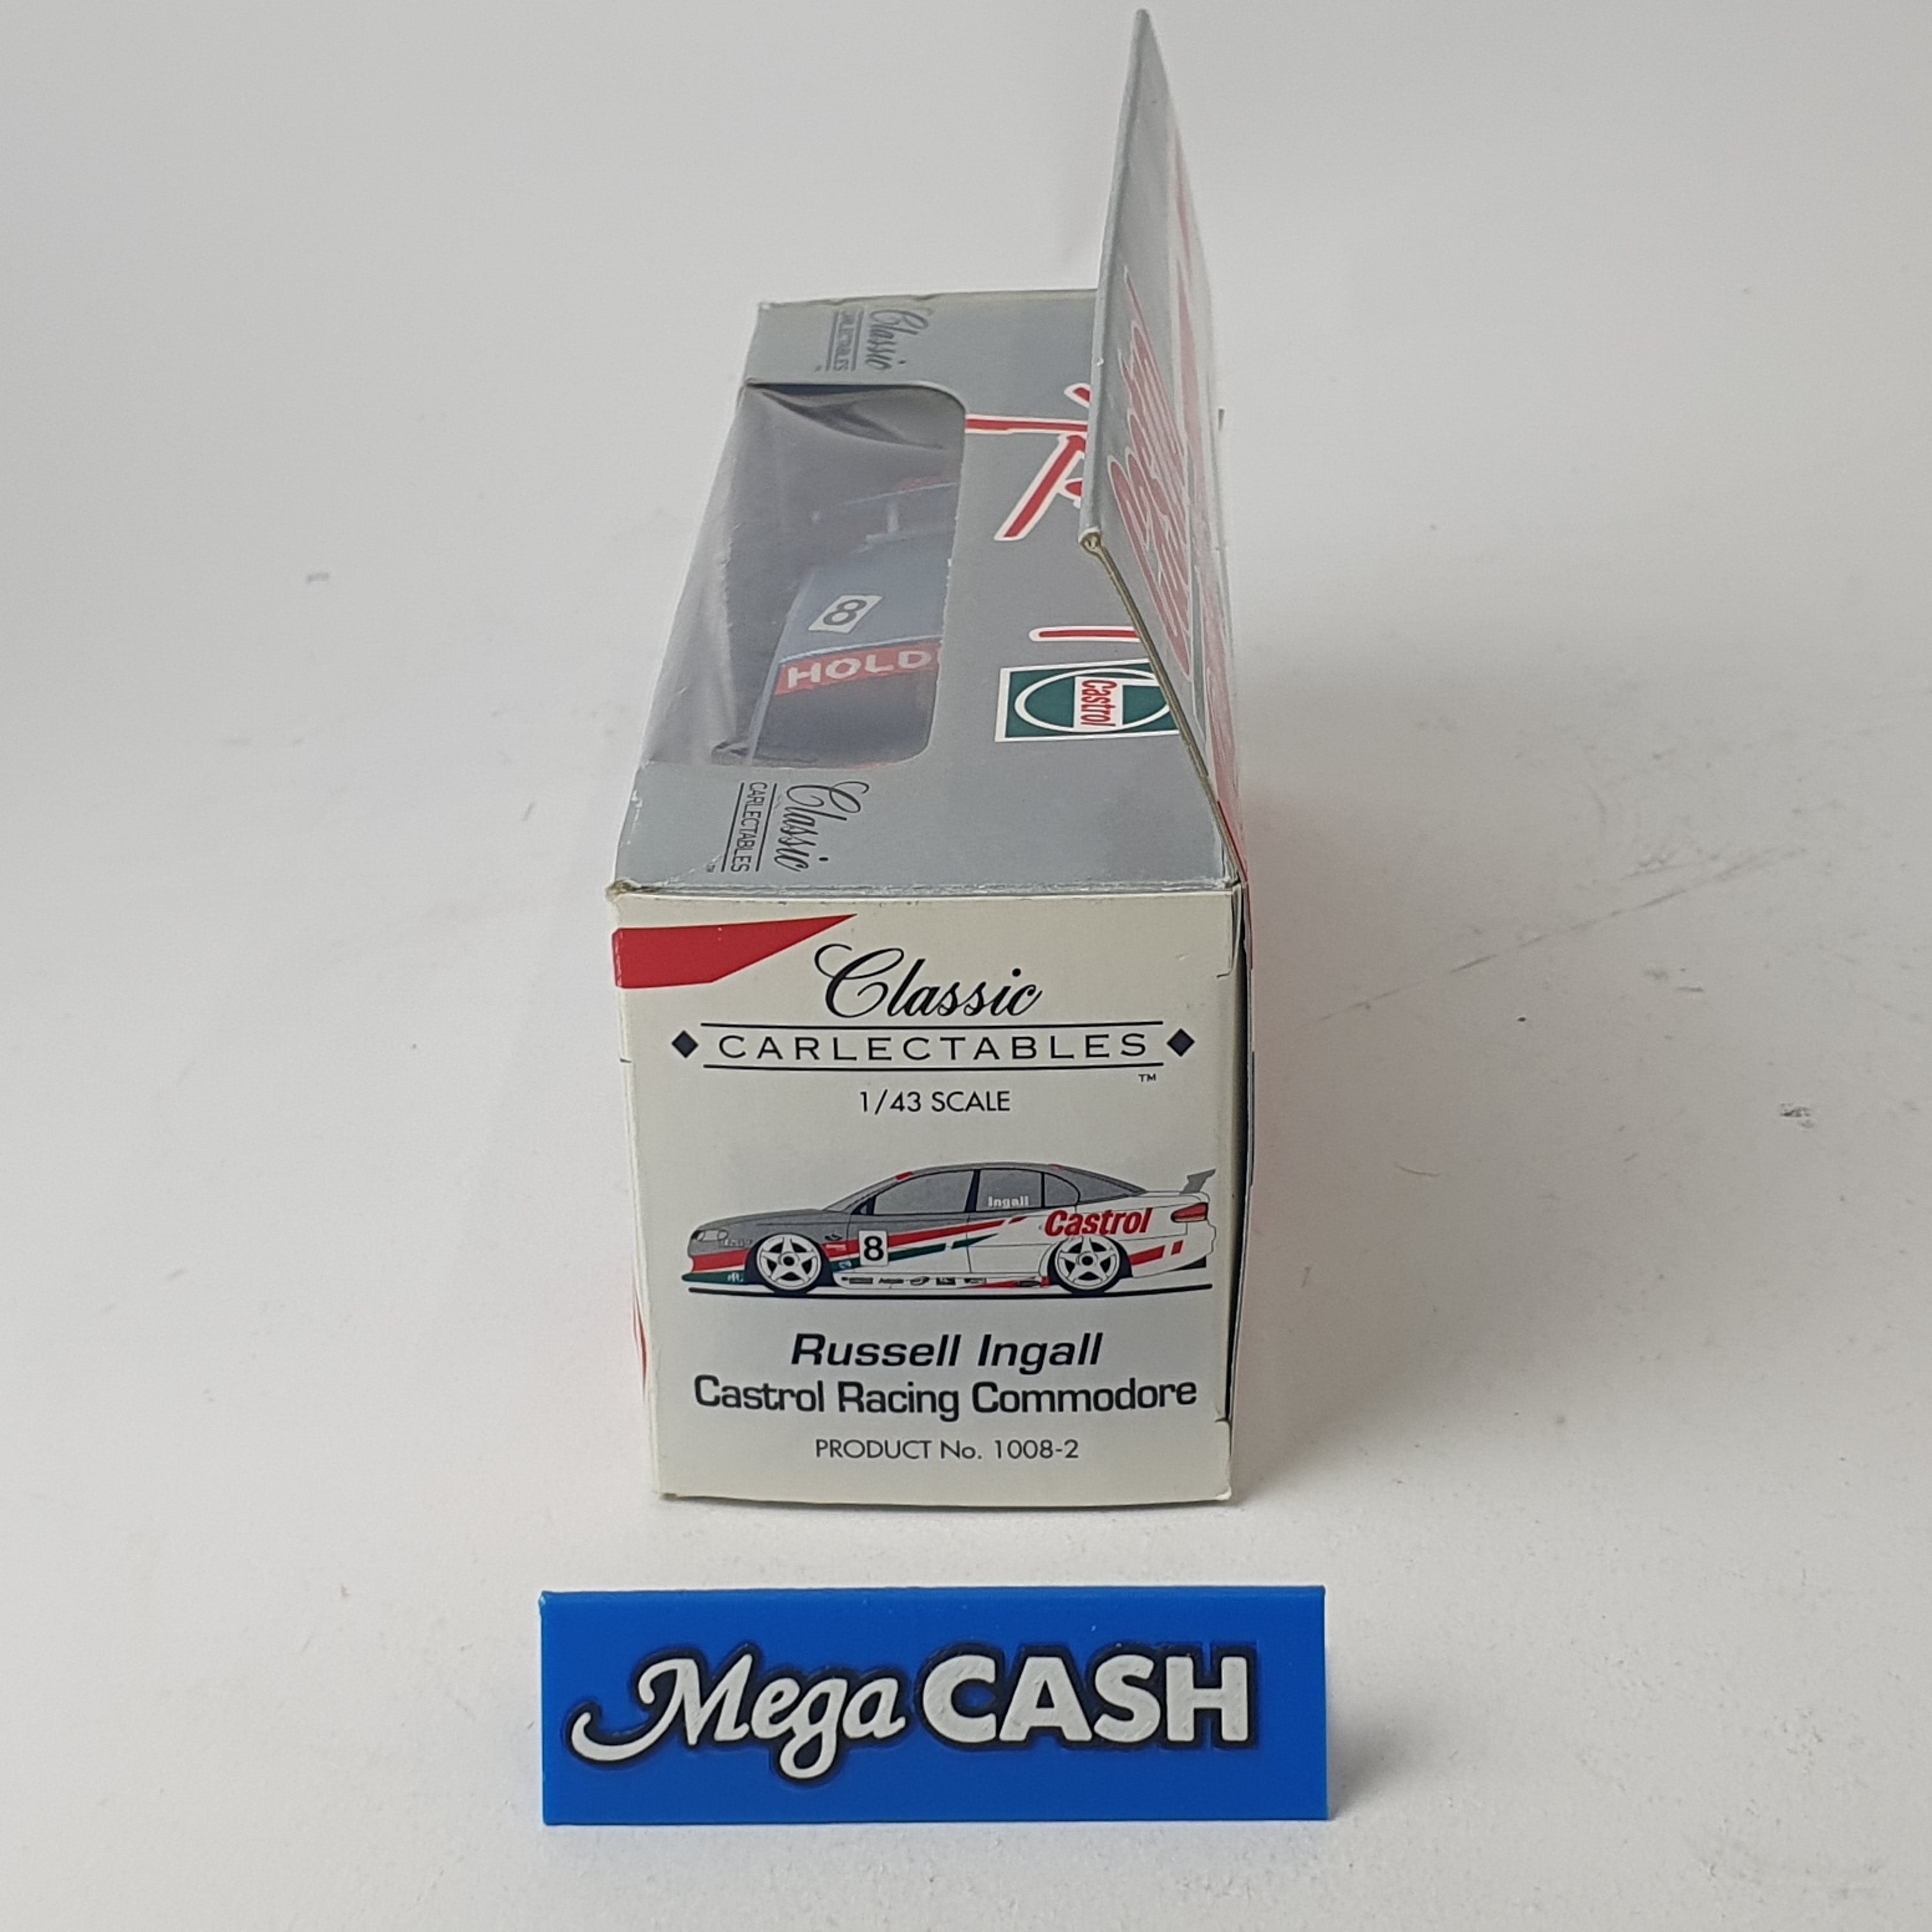 Classic
CARLECTABLES
8
HOLD
Castrol
Classic
CARLECTABLES
TM
Classic
CARLECTABLES
TM
1/43 SCALE
Ingall
Castrol
8
Russell Ingall
Castrol Racing Commodore
PRODUCT No. 1008-2
Mega CASH